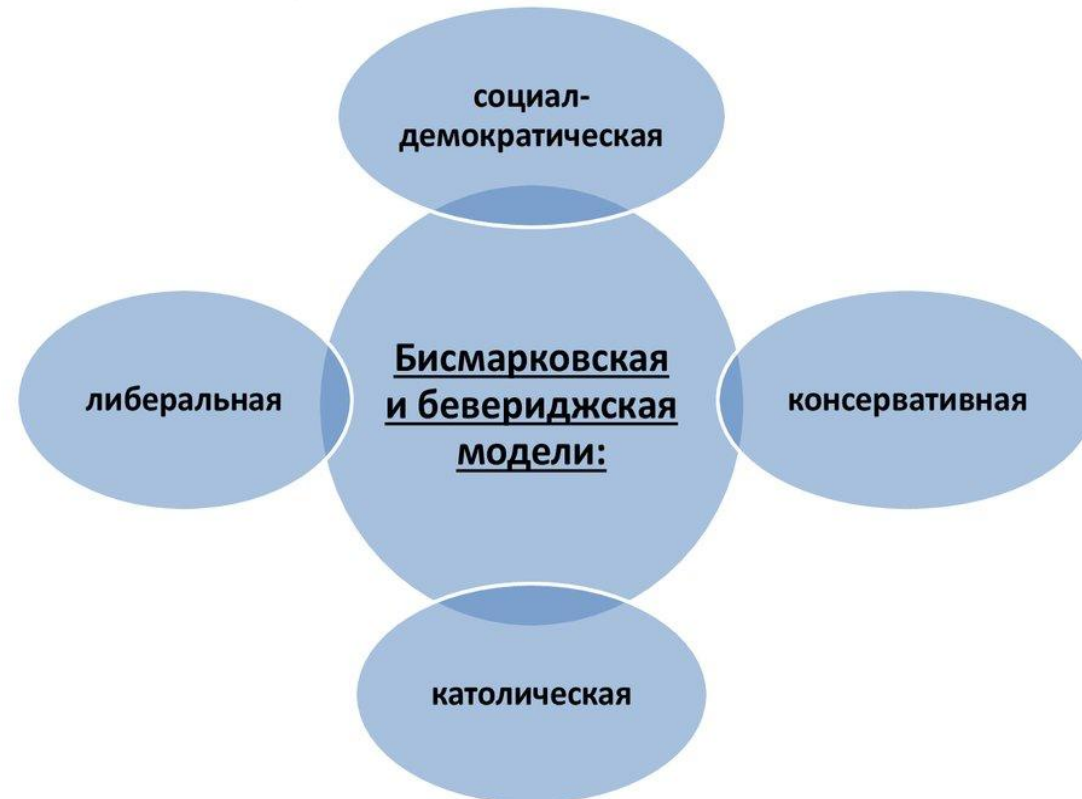 социал-
демократическая
Бисмарковская
и бевериджская
модели:
либеральная
консервативная
католическая